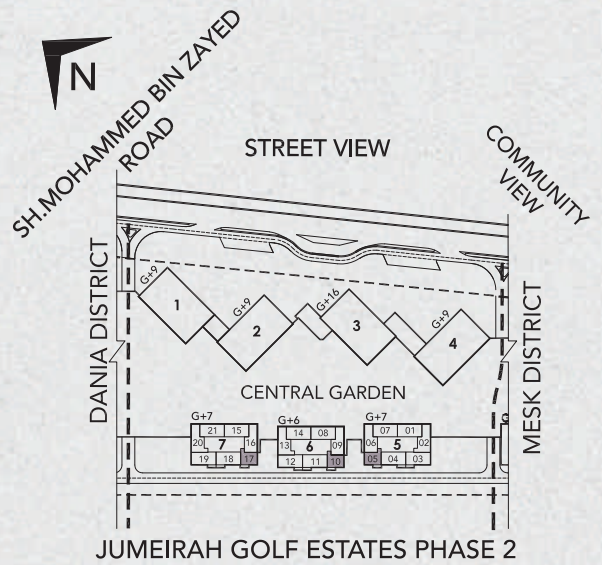 N
SH.MOHAMMED BIN ZAYED
ROAD
STREET VIEW
COMMUNITY
VIEW
DANIA DISTRICT
MESK DISTRICT
G+9
1
G+9
2
G+16
3
G+9
4
CENTRAL GARDEN
G+7
21 15
20 7 16
19 18 17
G+6
14 08
13 6 09
12 11 10
G+7
07 01
06 5 02
05 04 03
JUMEIRAH GOLF ESTATES PHASE 2